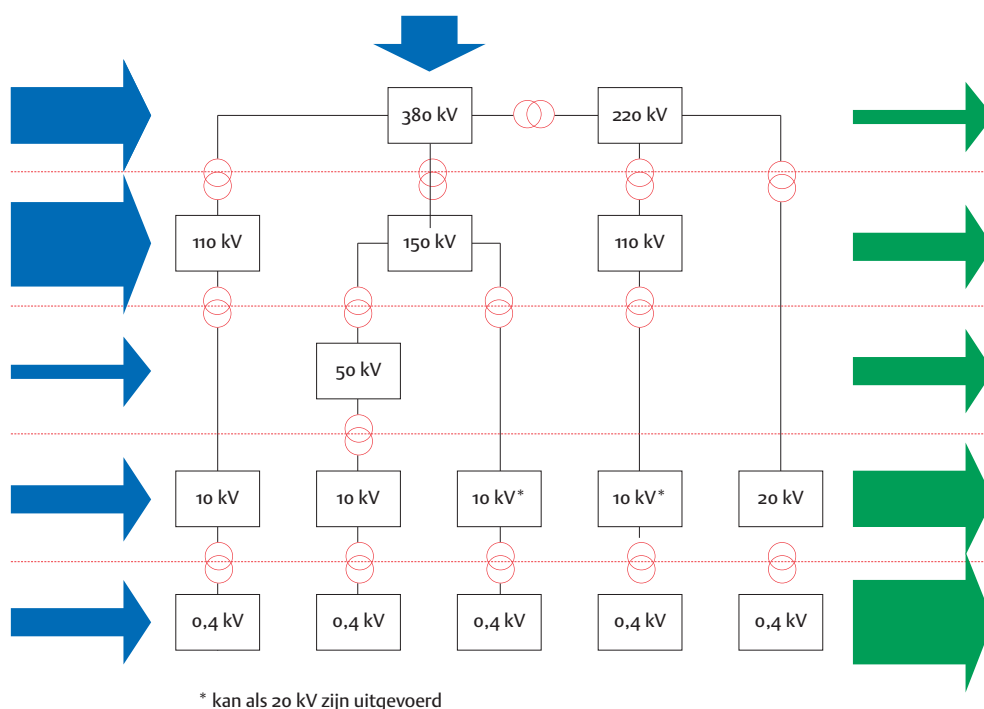 380 kV 220 kV
110 kV 150 kV 110 kV
50 kV
10 kV 10 kV 10 kV* 10 kV* 20 kV
0,4 kV 0,4 kV 0,4 kV 0,4 kV 0,4 kV
* kan als 20 kV zijn uitgevoerd